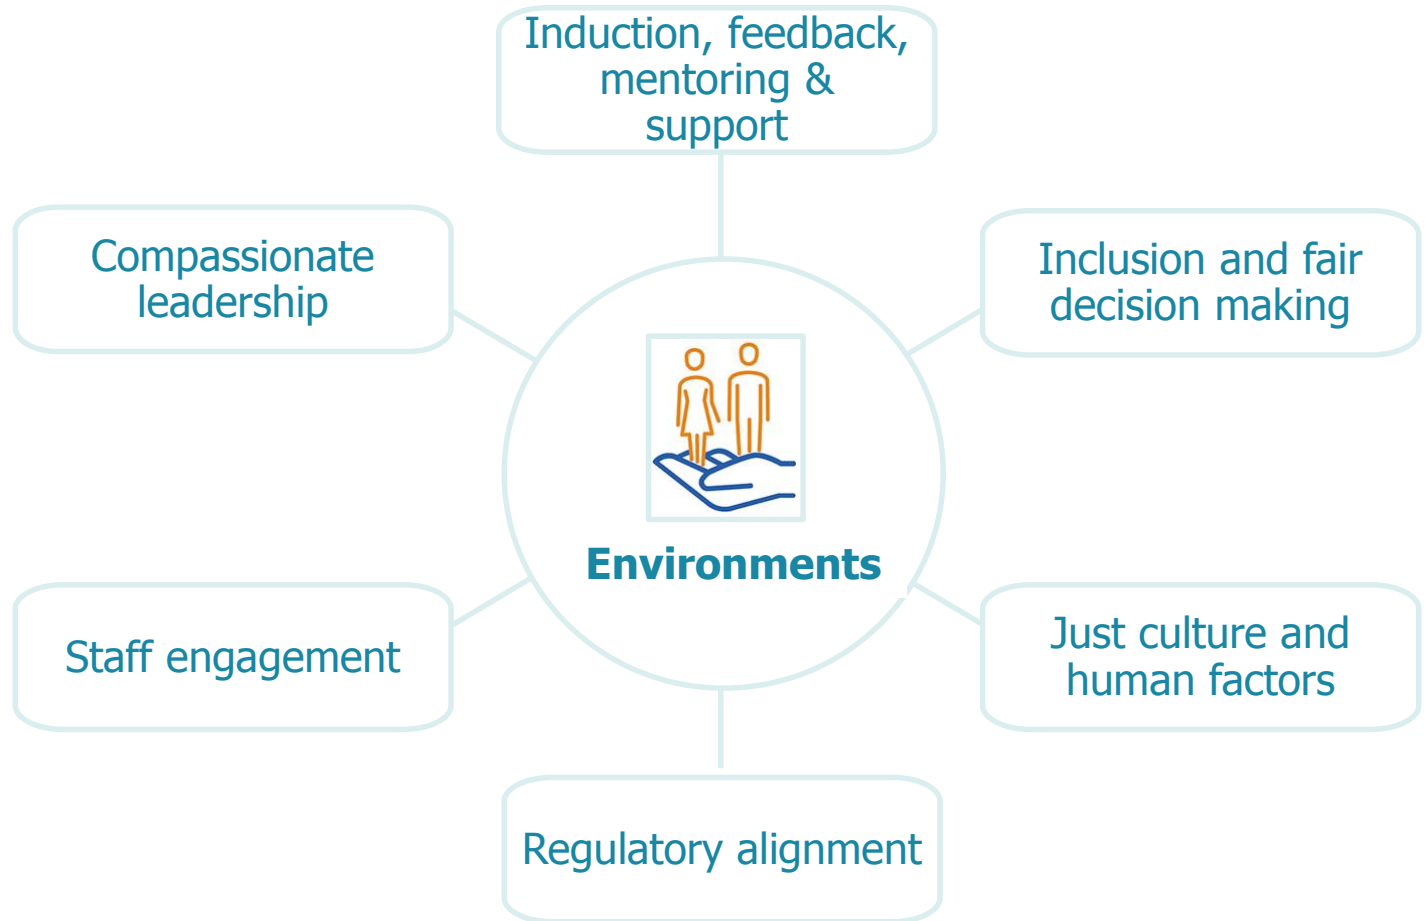 Induction, feedback,
mentoring &
support
Compassionate
leadership
Inclusion and fair
decision making
Environments
Staff engagement
Just culture and
human factors
Regulatory alignment